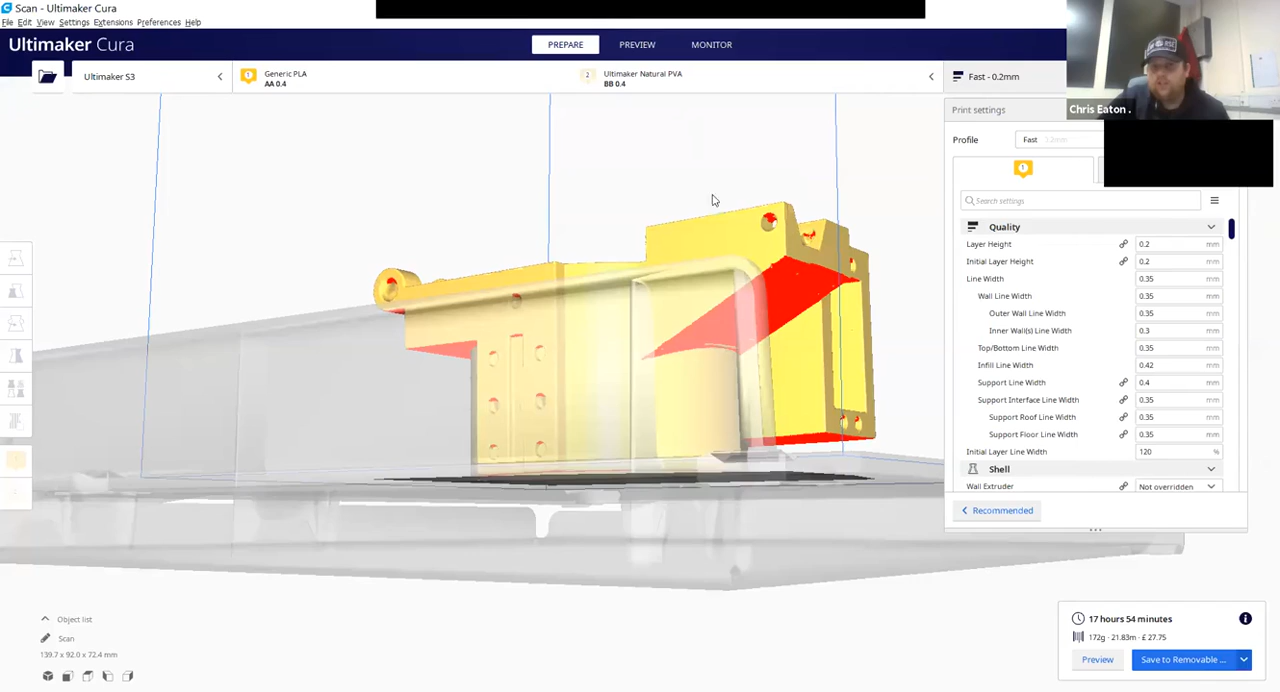 Scan - Ultimaker Cura
File Edit View Settings Extensions Preferences Help
Ultimaker Cura
PREPARE PREVIEW MONITOR
Ultimaker S3
1 Generic PLA
AA 0.4
2 Ultimaker Natural PVA
BB 0.4
Fast - 0.2mm
Chris Eaton .
Print settings
Profile Fast 0.2mm
1
Search settings
Quality
Layer Height 0.2 mm
Initial Layer Height 0.2 mm
Line Width 0.35 mm
Wall Line Width 0.35 mm
Outer Wall Line Width 0.35 mm
Inner Wall(s) Line Width 0.3 mm
Top/Bottom Line Width 0.35 mm
Infill Line Width 0.42 mm
Support Line Width 0.4 mm
Support Interface Line Width 0.35 mm
Support Roof Line Width 0.35 mm
Support Floor Line Width 0.35 mm
Initial Layer Line Width 120 %
Shell
Wall Extruder Not overridden
Recommended
Object list
Scan
139.7 x 92.0 x 72.4 mm
17 hours 54 minutes
172g · 21.83m · £ 27.75
Preview Save to Removable ...